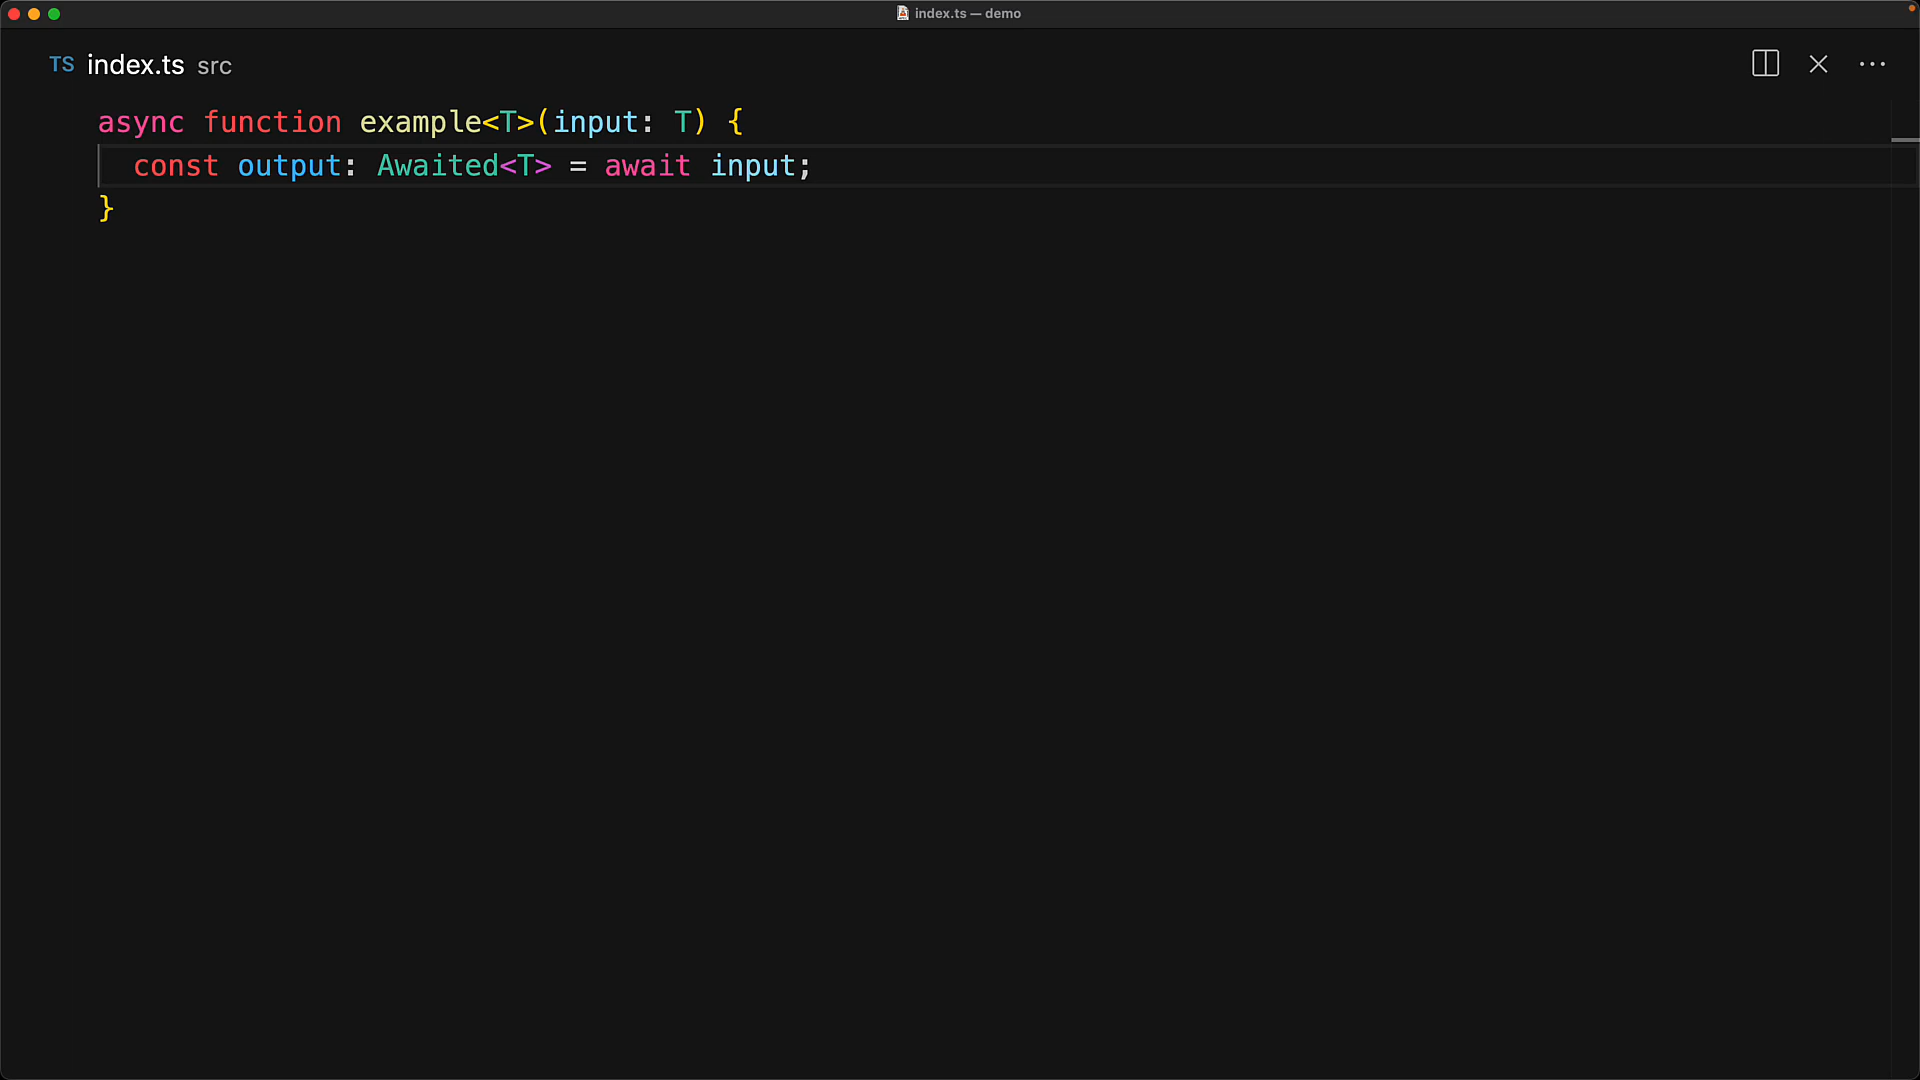 index.ts — demo
TS index.ts src
async function example<T>(input: T) {
  const output: Awaited<T> = await input;
}